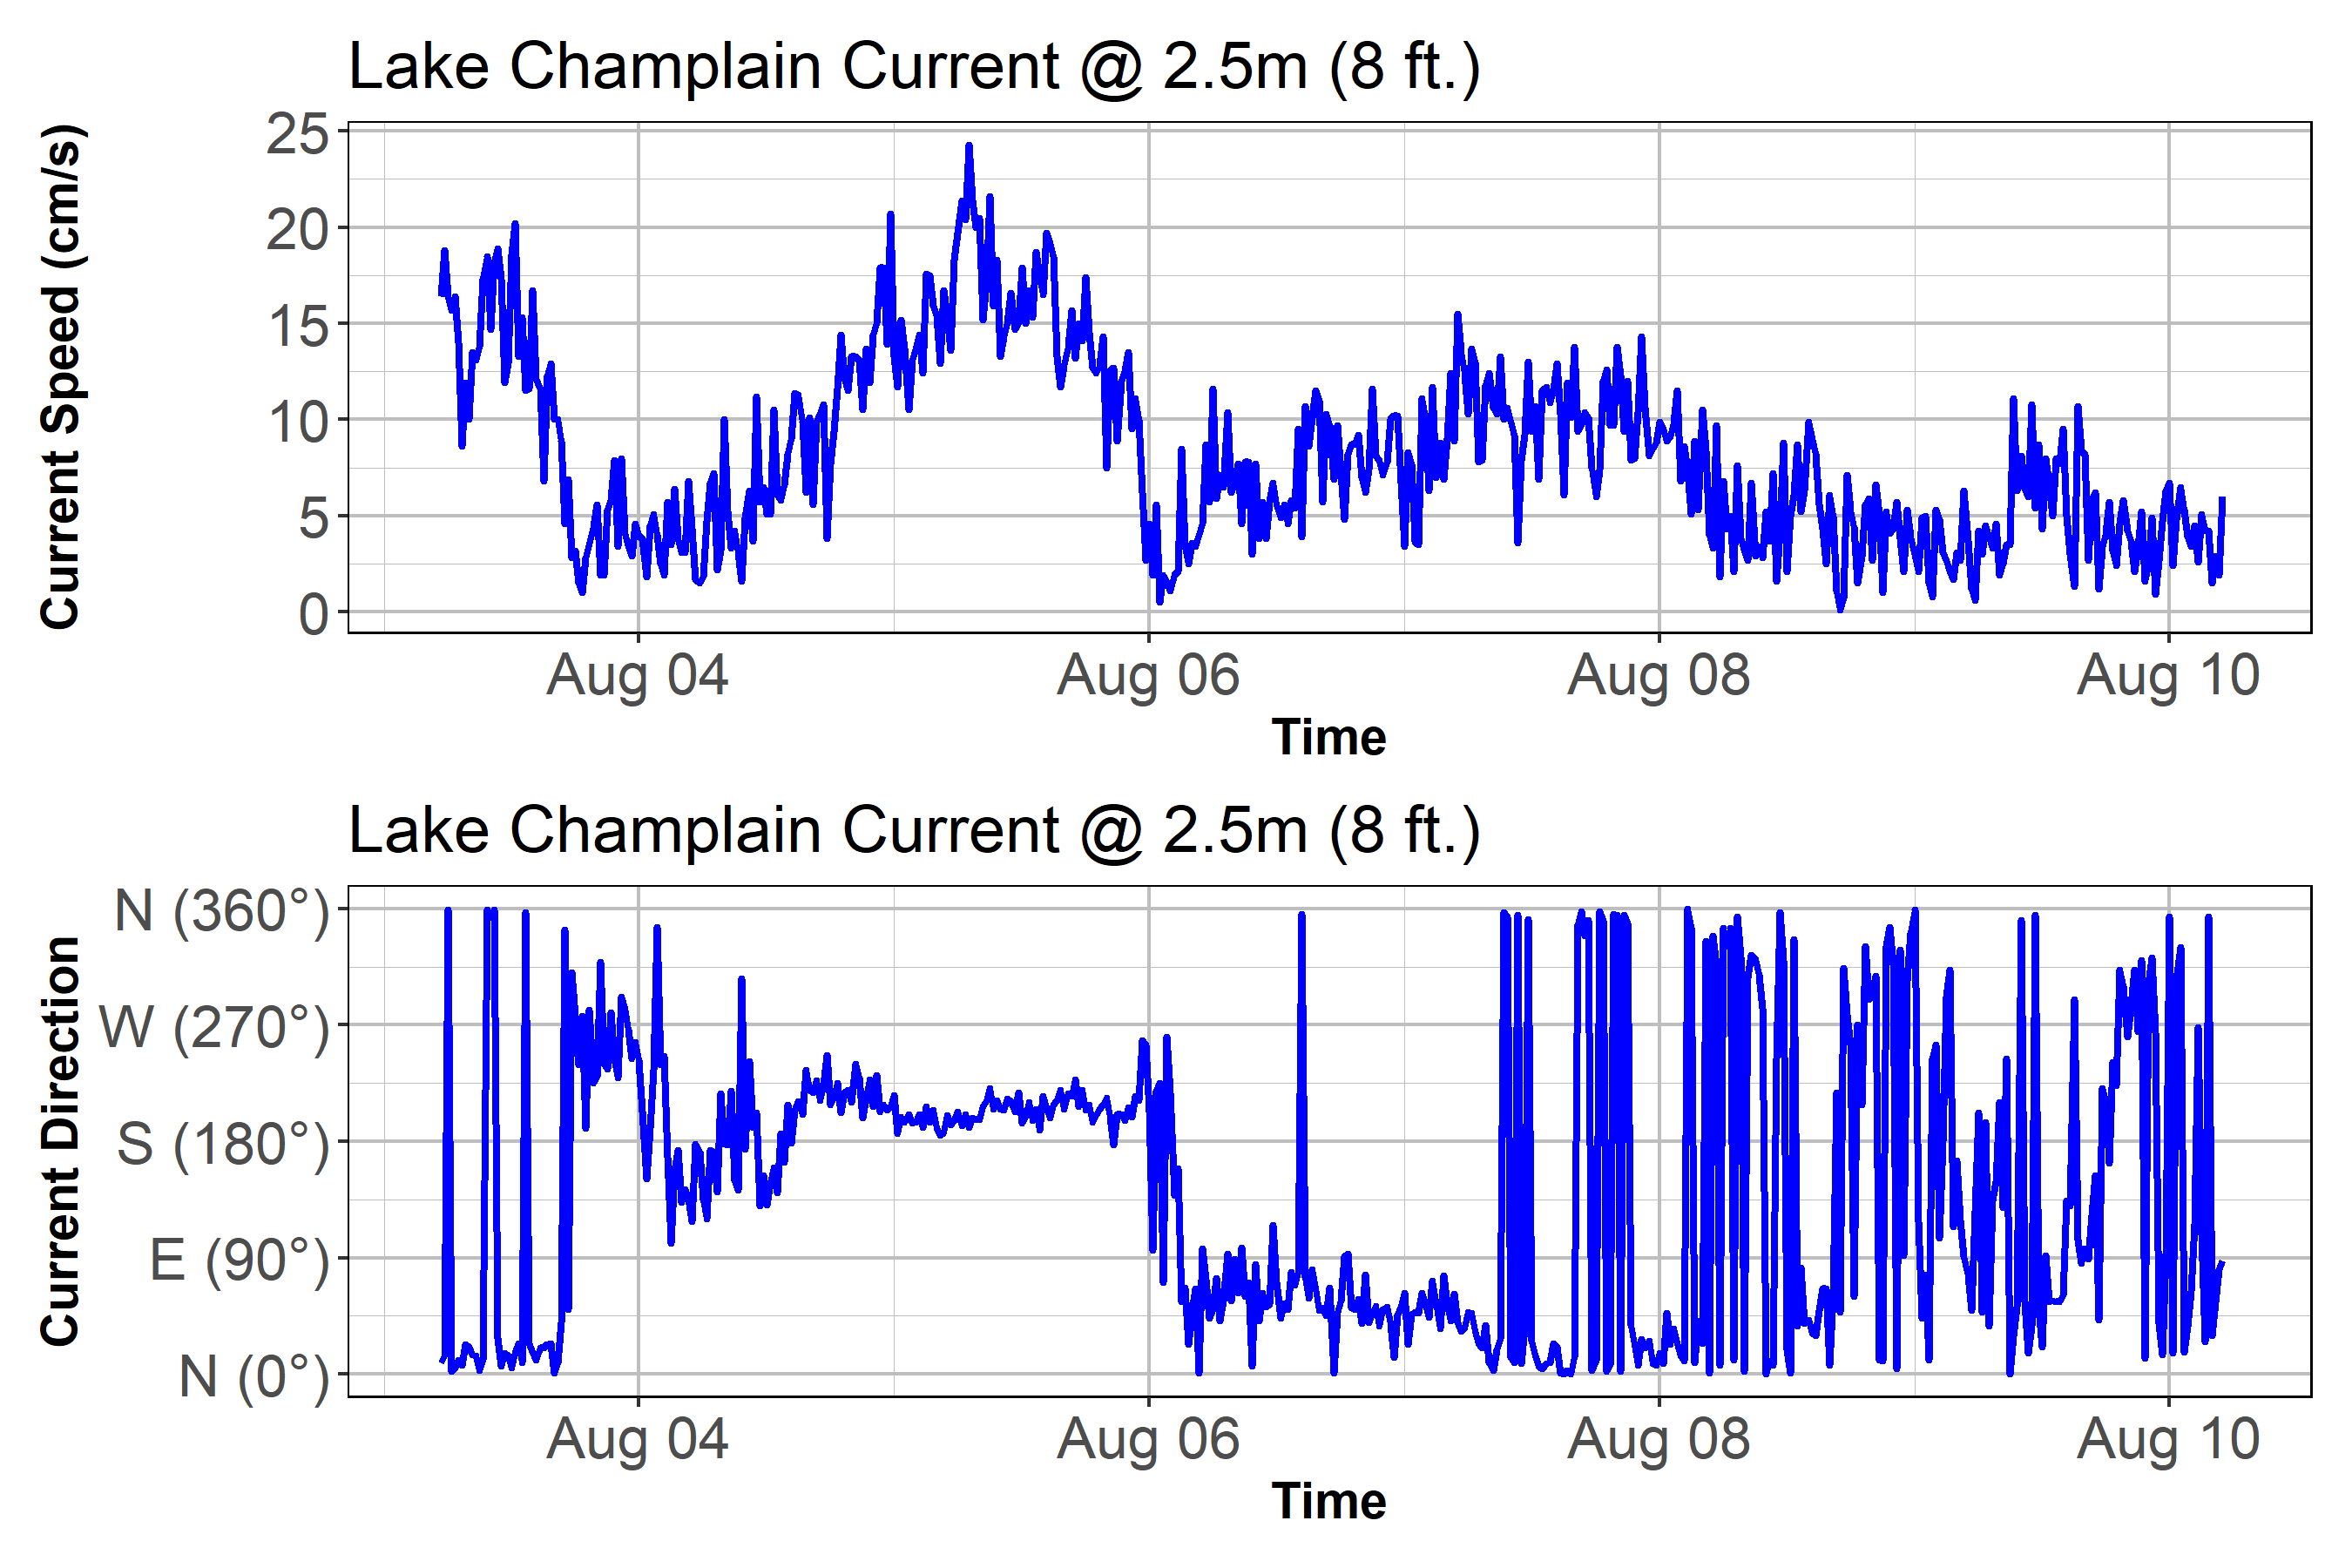 Lake Champlain Current @ 2.5m (8 ft.)
Current Speed (cm/s)
25
20
15
10
5
0
Aug 04 Aug 06 Aug 08 Aug 10
Time
Lake Champlain Current @ 2.5m (8 ft.)
Current Direction
N (360°)
W (270°)
S (180°)
E (90°)
N (0°)
Aug 04 Aug 06 Aug 08 Aug 10
Time